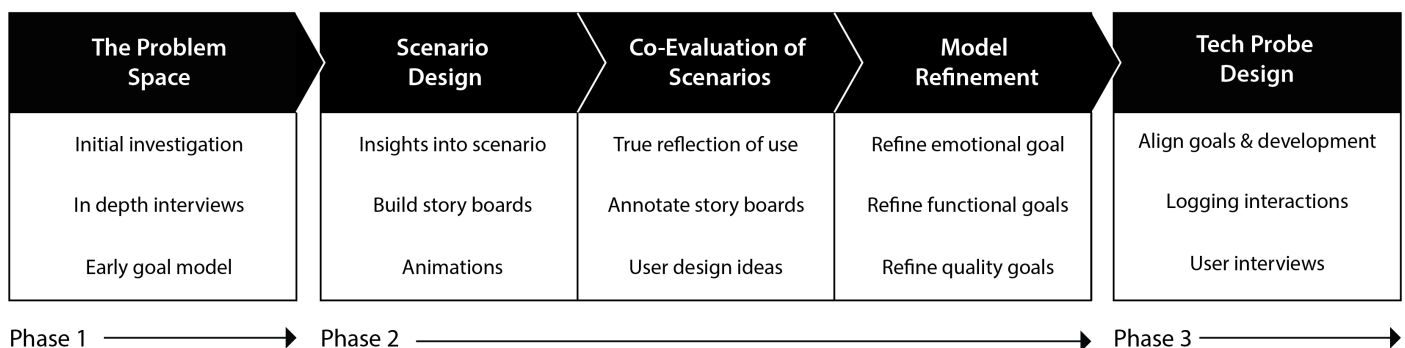 The Problem
Space
Initial investigation
In depth interviews
Early goal model
Scenario
Design
Insights into scenario
Build story boards
Animations
Co-Evaluation of
Scenarios
True reflection of use
Annotate story boards
User design ideas
Model
Refinement
Refine emotional goal
Refine functional goals
Refine quality goals
Tech Probe
Design
Align goals & development
Logging interactions
User interviews
Phase 1
Phase 2
Phase 3